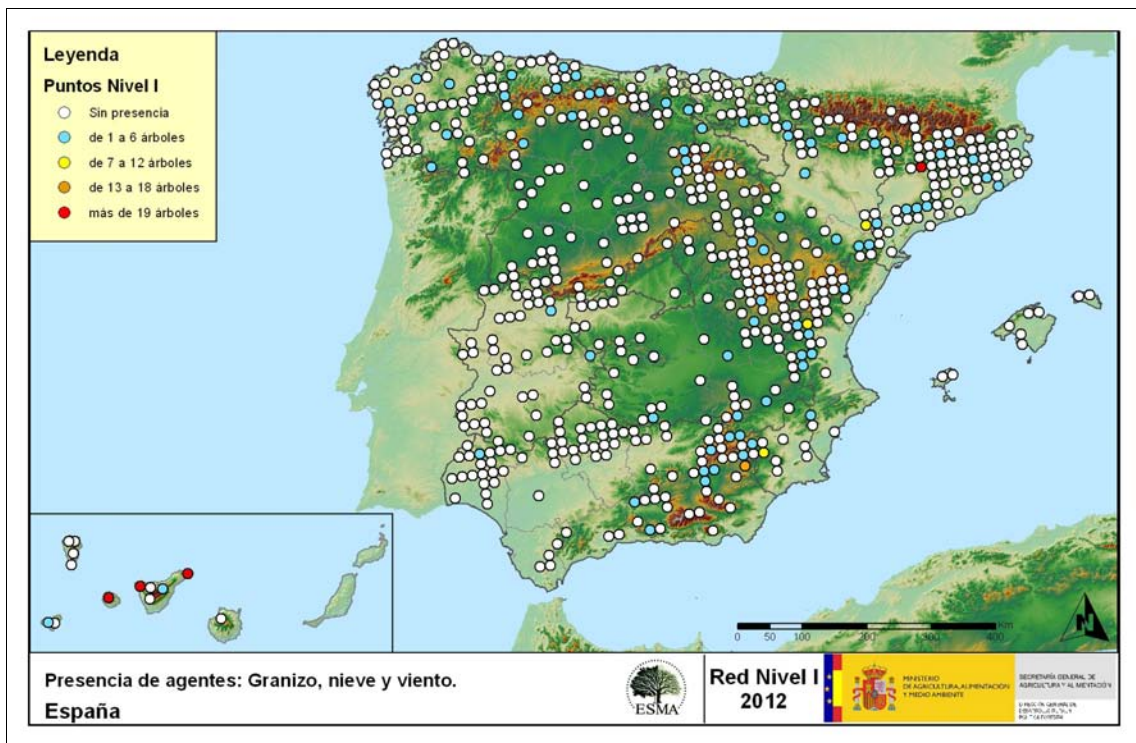 Leyenda
Puntos Nivel I
Sin presencia
de 1 a 6 árboles
de 7 a 12 árboles
de 13 a 18 árboles
más de 19 árboles
N
Km
0 50 100 200 300 400
Presencia de agentes: Granizo, nieve y viento.
España
ESMA
Red Nivel I
2012
MINISTERIO
DE AGRICULTURA, ALIMENTACIÓN
Y MEDIO AMBIENTE
SECRETARÍA GENERAL DE
AGRICULTURA Y ALIMENTACIÓN